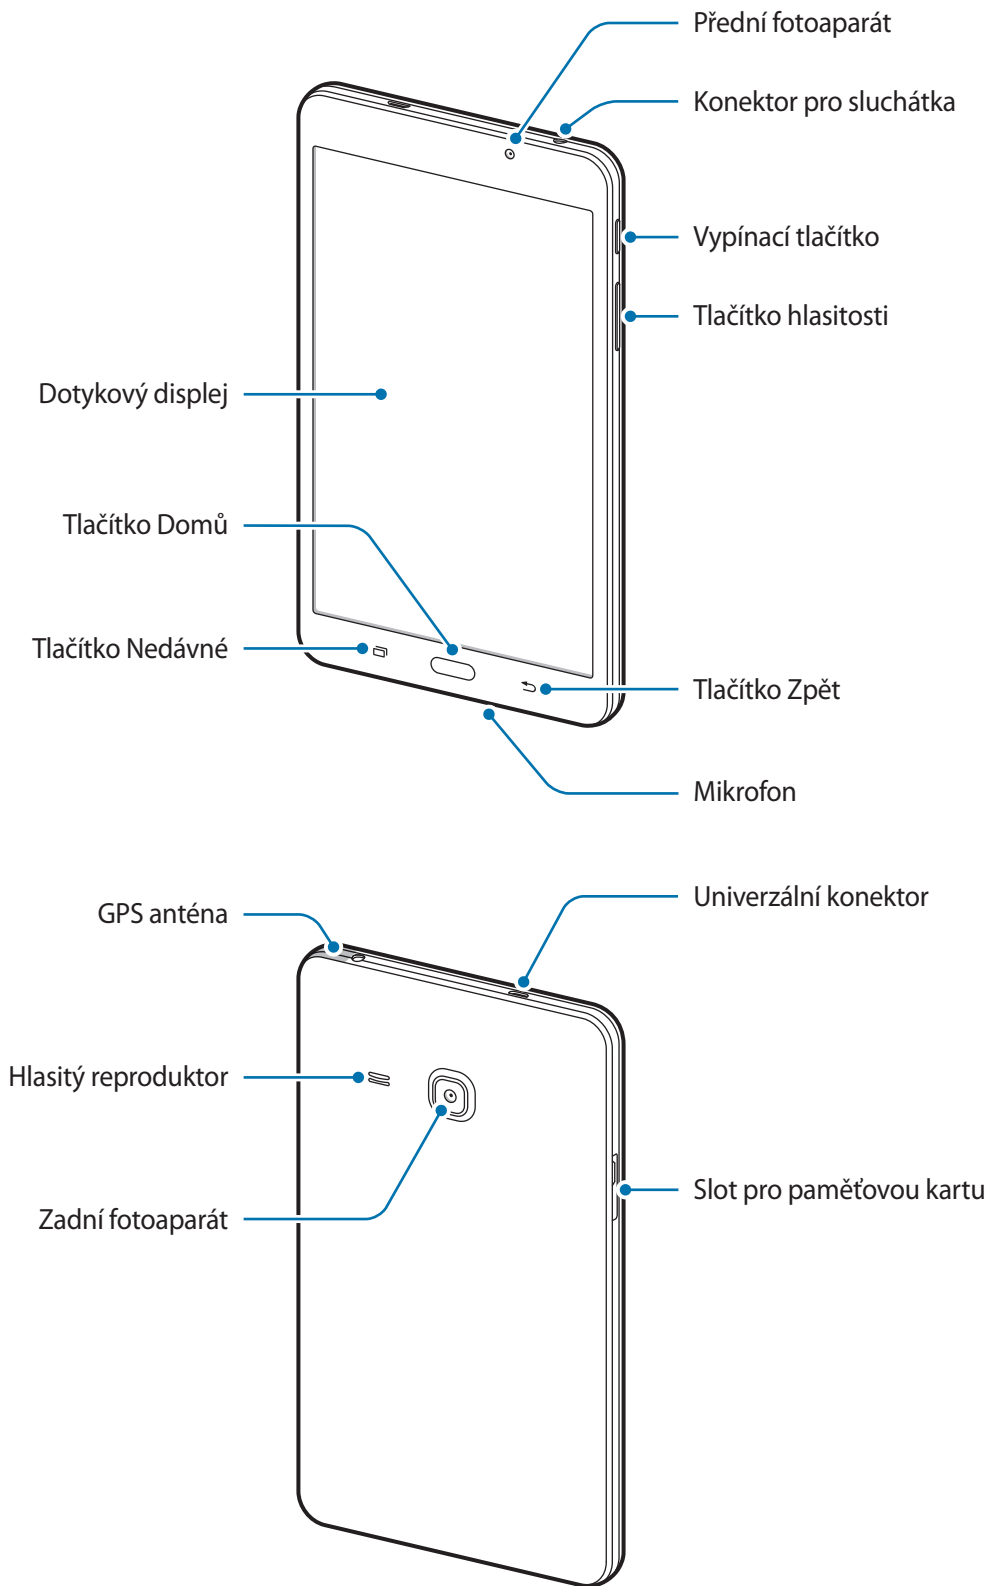 Přední fotoaparát
Konektor pro sluchátka
Vypínací tlačítko
Tlačítko hlasitosti
Dotykový displej
Tlačítko Domů
Tlačítko Nedávné
Tlačítko Zpět
Mikrofon
Univerzální konektor
GPS anténa
Hlasitý reproduktor
Slot pro paměťovou kartu
Zadní fotoaparát